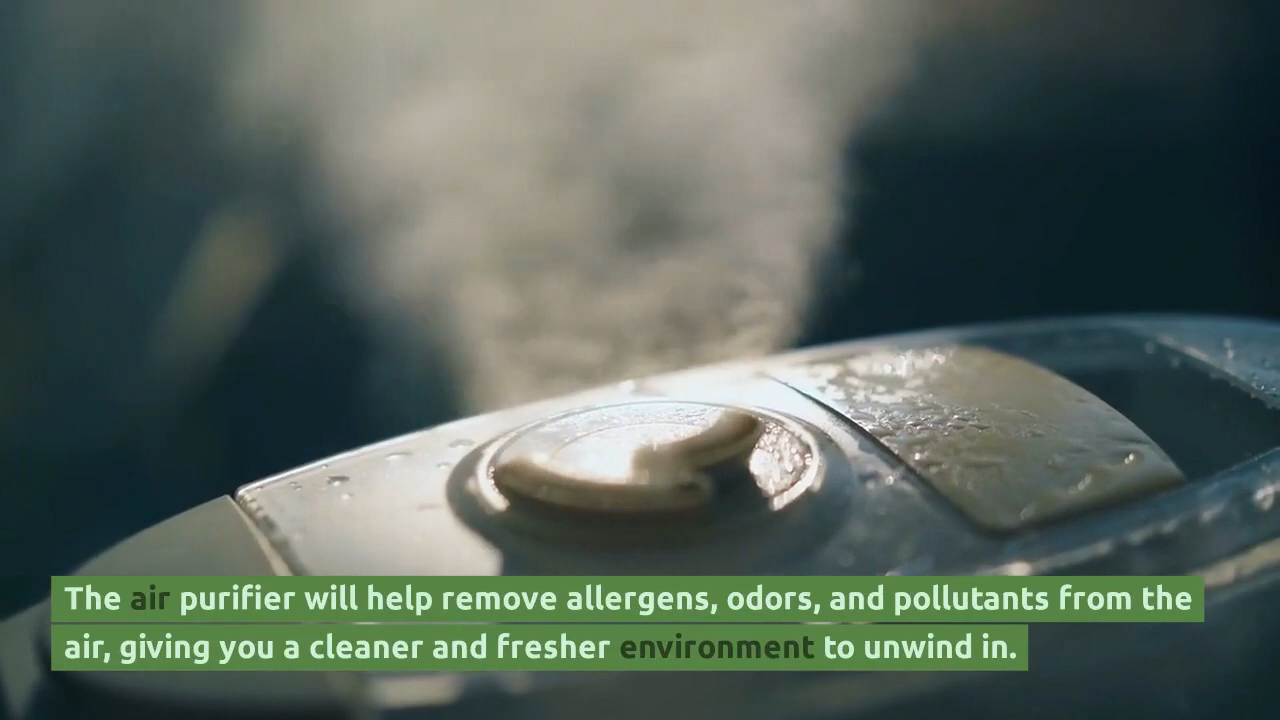 The air purifier will help remove allergens, odors, and pollutants from the
air, giving you a cleaner and fresher environment to unwind in.